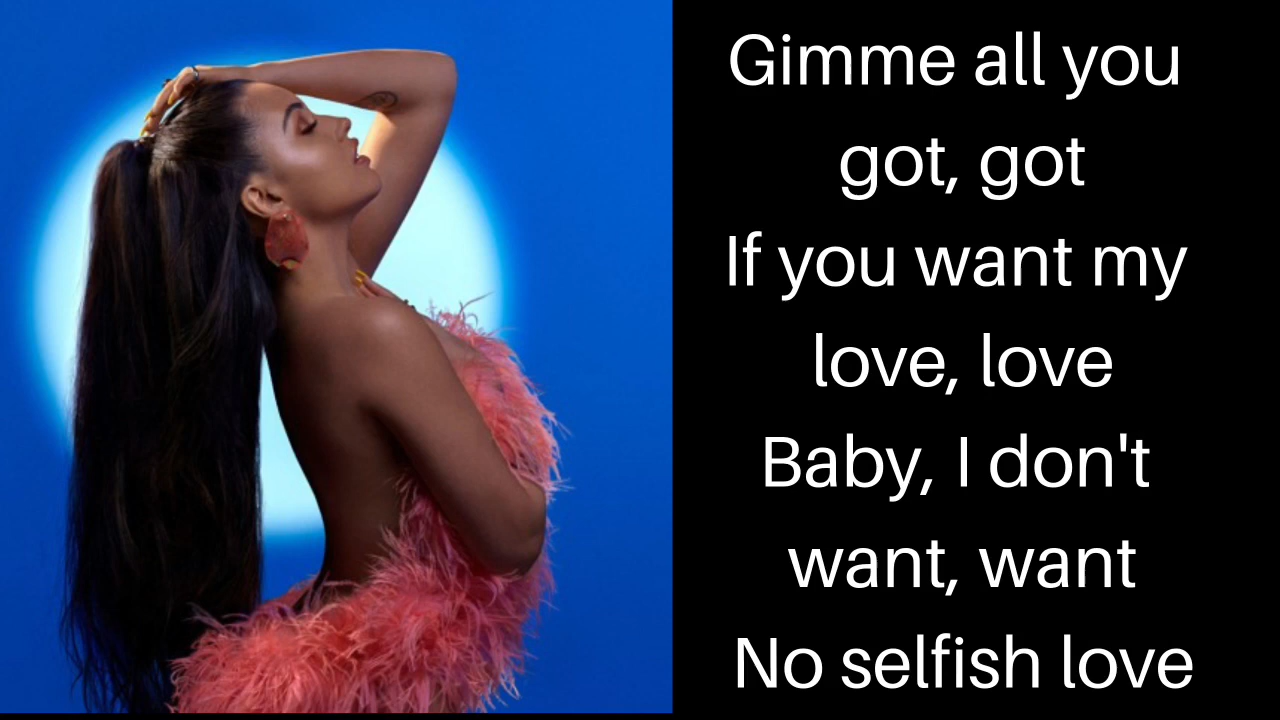 Gimme all you
got, got
If you want my
love, love
Baby, I don't
want, want
No selfish love